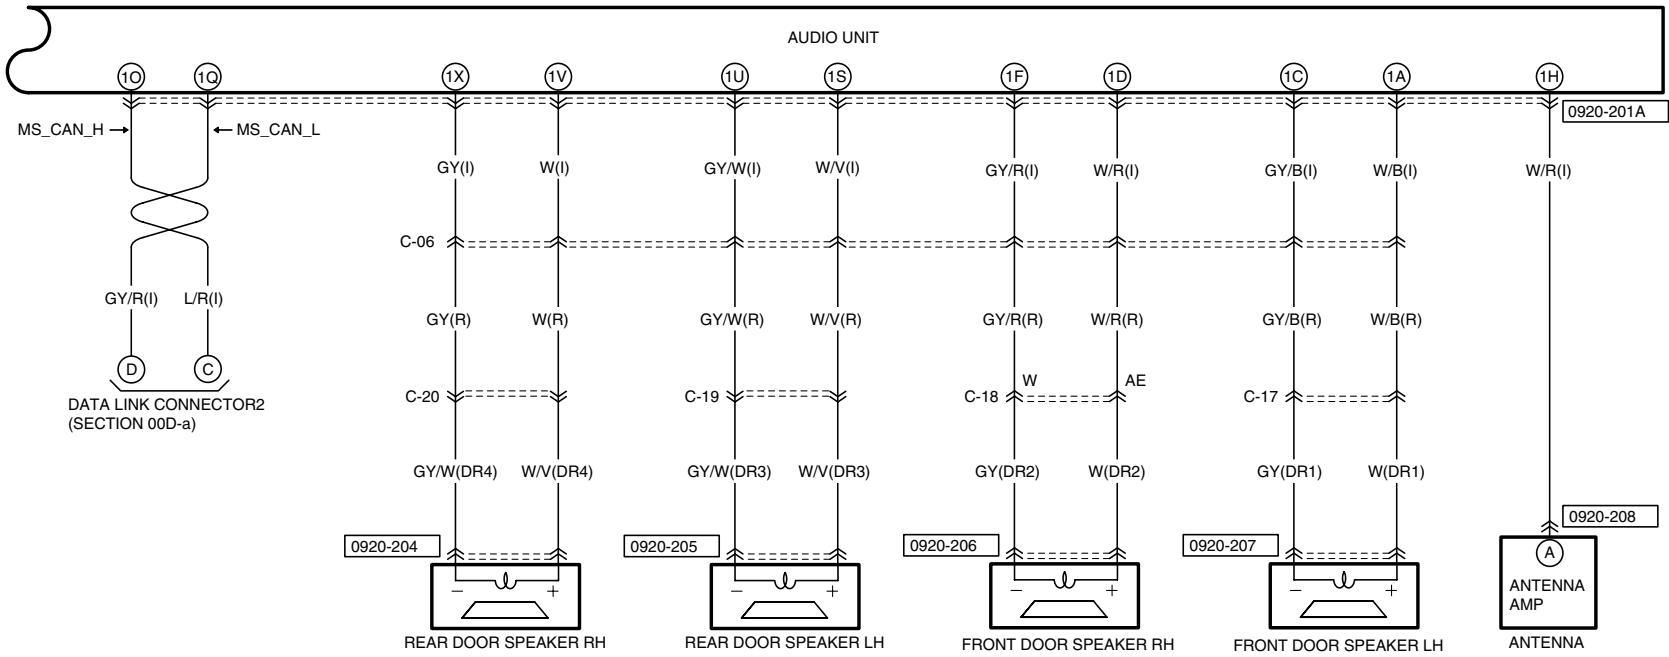 AUDIO UNIT
1O 1Q 1X 1V 1U 1S 1F 1D 1C 1A 1H
0920-201A
MS_CAN_H MS_CAN_L
GY(I) W(I) GY/W(I) W/V(I) GY/R(I) W/R(I) GY/B(I) W/B(I) W/R(I)
C-06
GY/R(I) L/R(I)
GY(R) W(R) GY/W(R) W/V(R) GY/R(R) W/R(R) GY/B(R) W/B(R)
D C
W AE
C-20 C-19 C-18 C-17
DATA LINK CONNECTOR2
(SECTION 00D-a)
GY/W(DR4) W/V(DR4) GY/W(DR3) W/V(DR3) GY(DR2) W(DR2) GY(DR1) W(DR1)
0920-208
0920-204 0920-205 0920-206 0920-207
A
− + − + − + − +
ANTENNA
AMP
REAR DOOR SPEAKER RH REAR DOOR SPEAKER LH FRONT DOOR SPEAKER RH FRONT DOOR SPEAKER LH ANTENNA